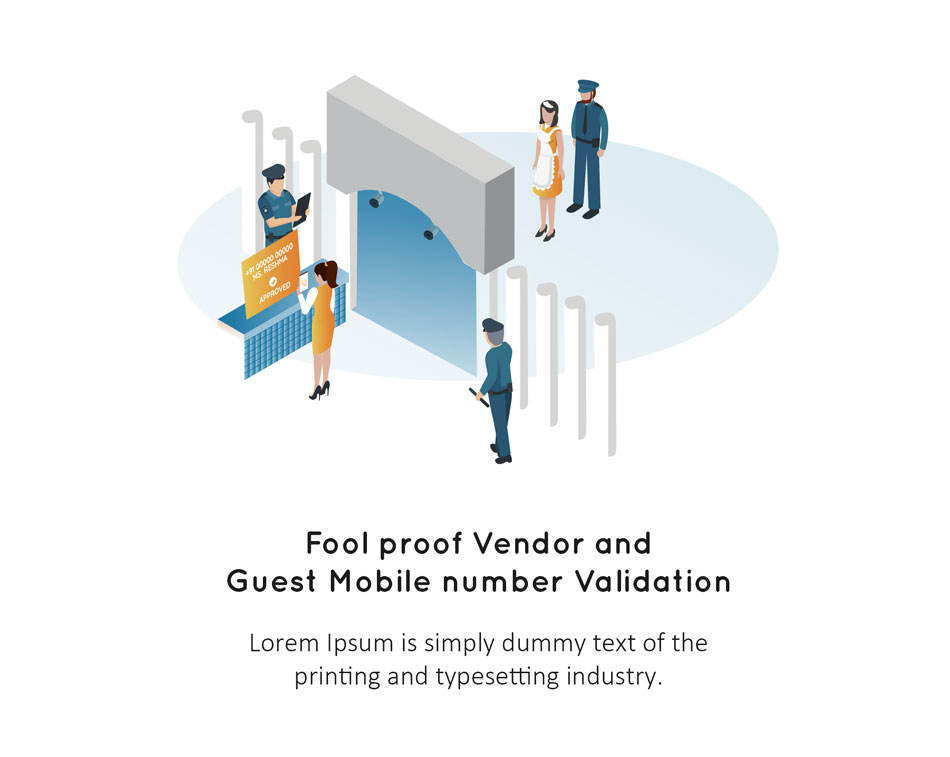 +91 00000 00000
MS. RESHMA
APPROVED
Fool proof Vendor and
Guest Mobile number Validation
Lorem Ipsum is simply dummy text of the
printing and typesetting industry.